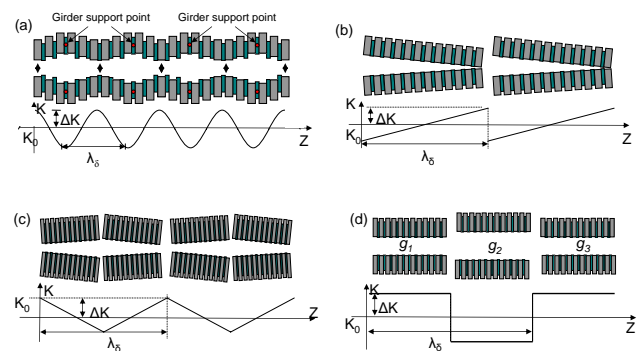 (a)
Girder support point
Girder support point
K
ΔK
K0
Z
λδ
(b)
K
ΔK
K0
Z
λδ
(c)
K
K0
ΔK
Z
λδ
(d)
g1
g2
g3
K
ΔK
K0
Z
λδ